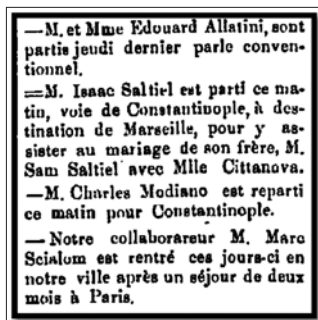 —M. et Mme Edouard Allatini, sont
partis jeudi dernier parle conven-
tionnel.
=M. Isaac Saltiel est parti ce ma-
tin, voie de Constantinople, à des-
tination de Marseille, pour y as-
sister au mariage de son frère, M.
Sam Saltiel avec Mlle Cittanova.
—M. Charles Modiano est reparti
ce matin pour Constantinople.
—Notre collaborareur M. Marc
Scialom est rentré ces jours-ci en
notre ville après un séjour de deux
mois à Paris.